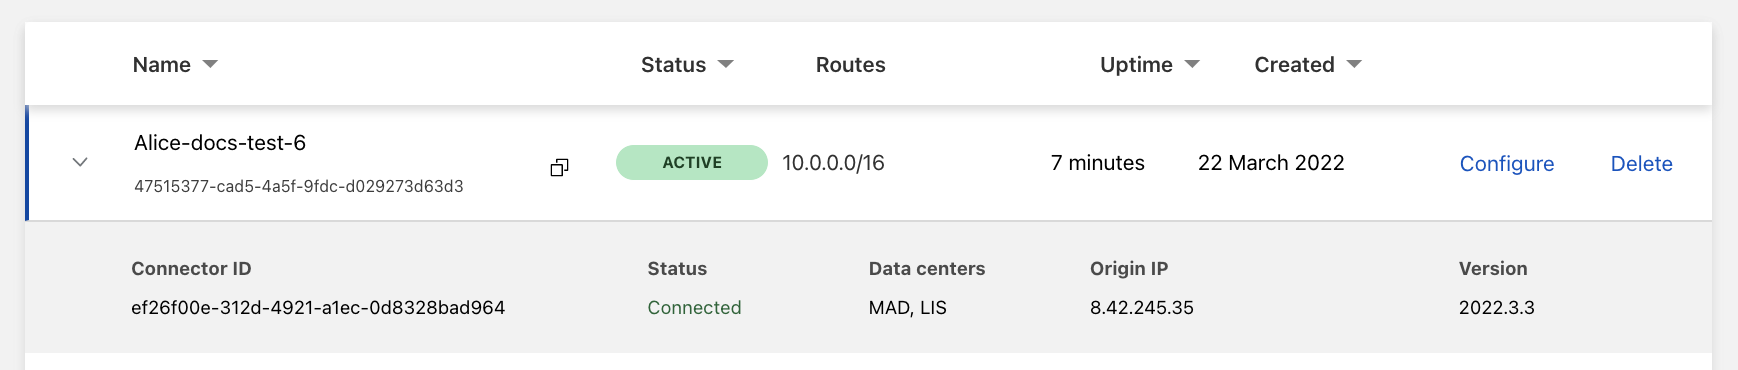 Name Status Routes Uptime Created
Alice-docs-test-6
47515377-cad5-4a5f-9fdc-d029273d63d3
ACTIVE 10.0.0.0/16 7 minutes 22 March 2022 Configure Delete
Connector ID Status Data centers Origin IP Version
ef26f00e-312d-4921-a1ec-0d8328bad964 Connected MAD, LIS 8.42.245.35 2022.3.3